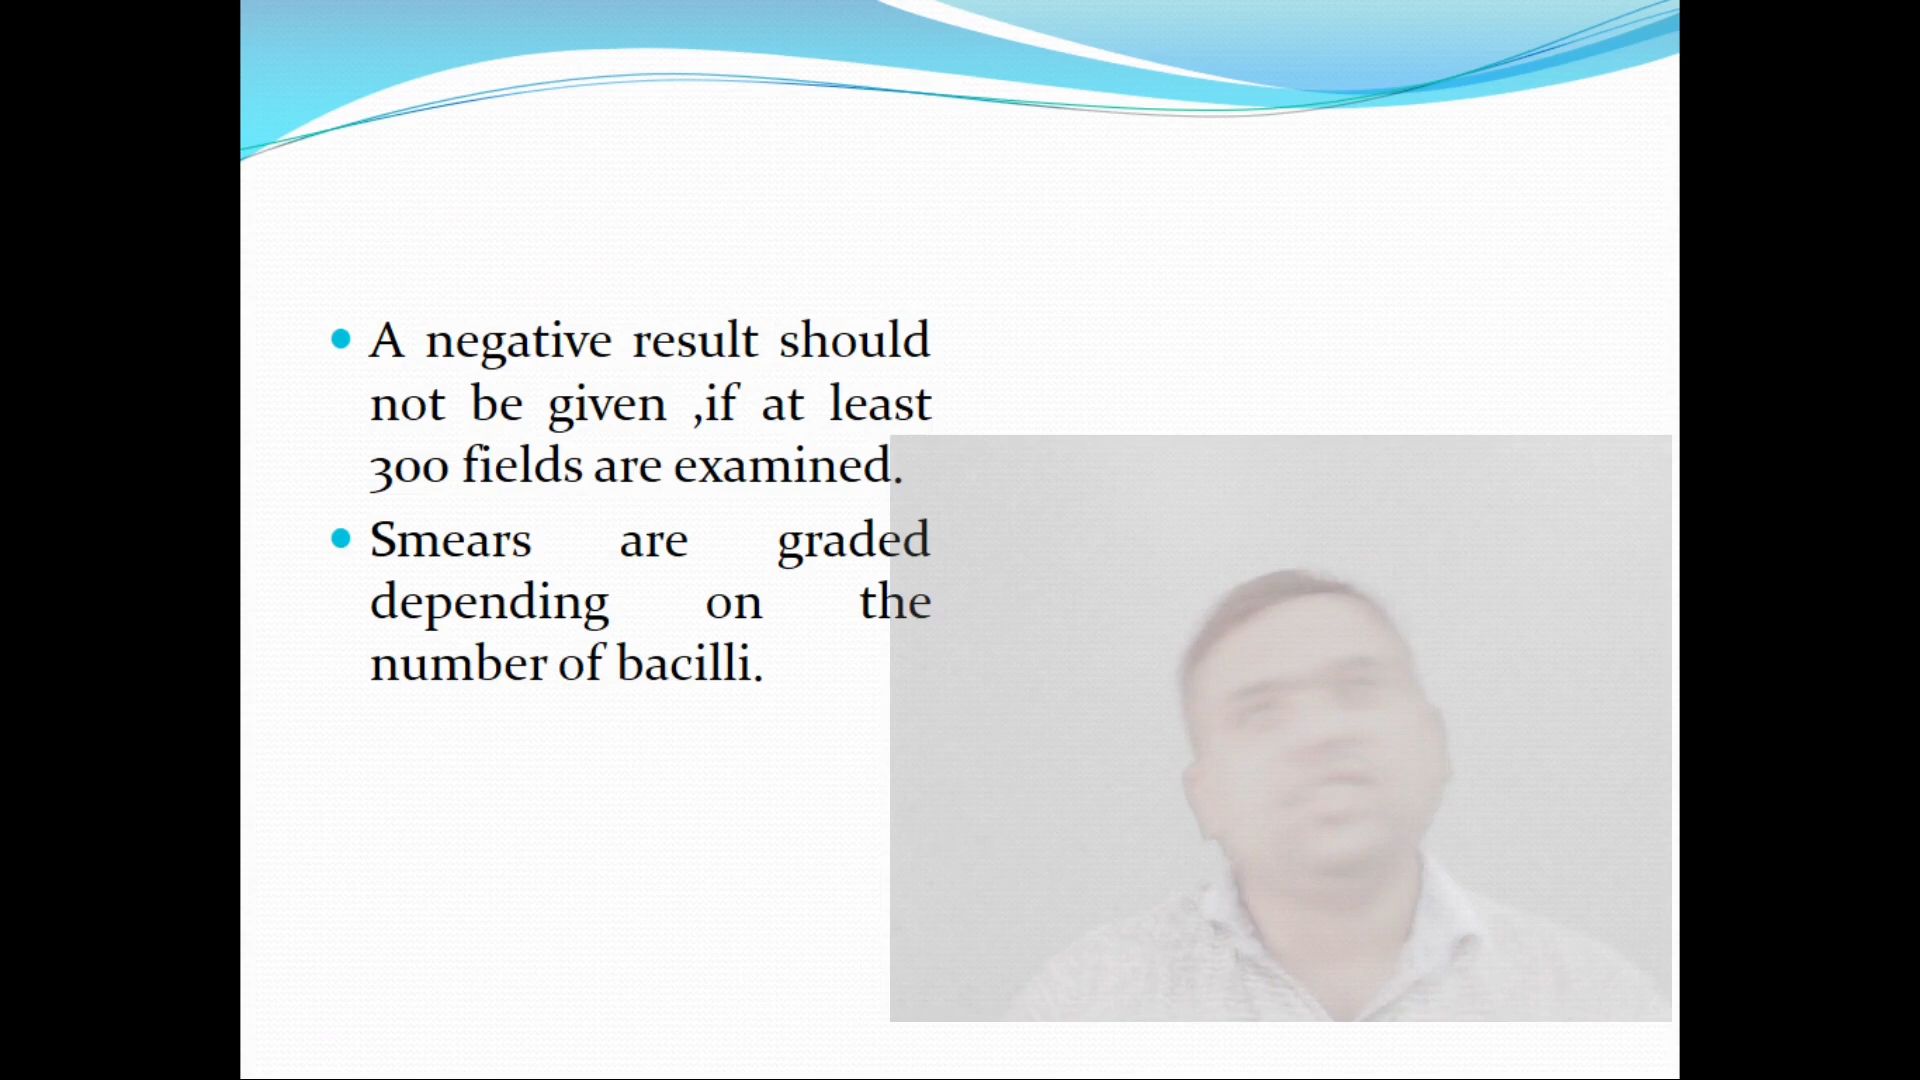 A negative result should
not be given ,if at least
300 fields are examined.
Smears are graded
depending on the
number of bacilli.